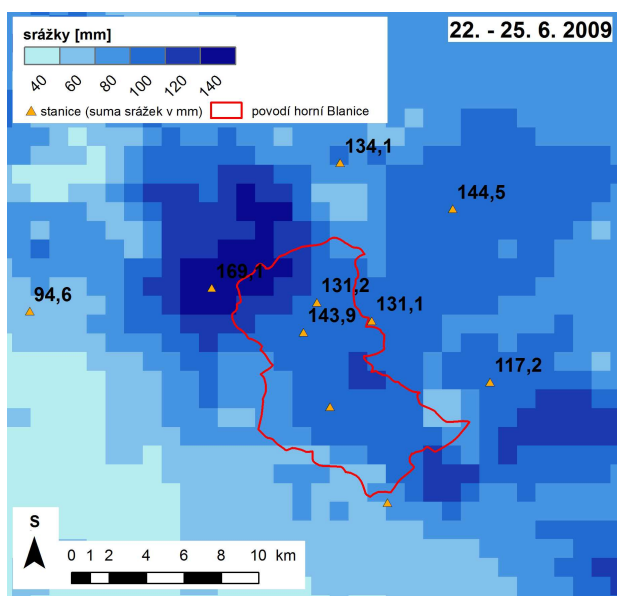 srážky [mm]
22. - 25. 6. 2009
40 60 80 100 120 140
stanice (suma srážek v mm) povodí horní Blanice
134,1
144,5
169,1
131,2
94,6
131,1
143,9
117,2
S
0 1 2 4 6 8 10 km